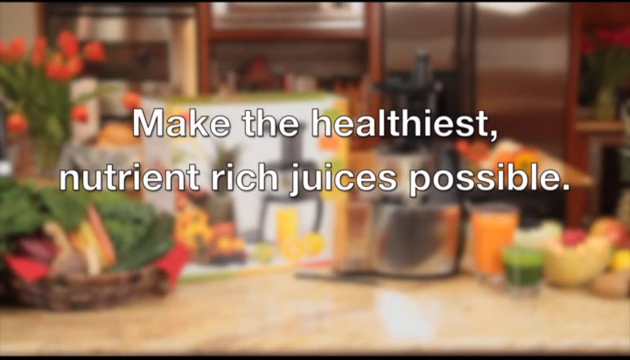 Make the healthiest,
nutrient rich juices possible.